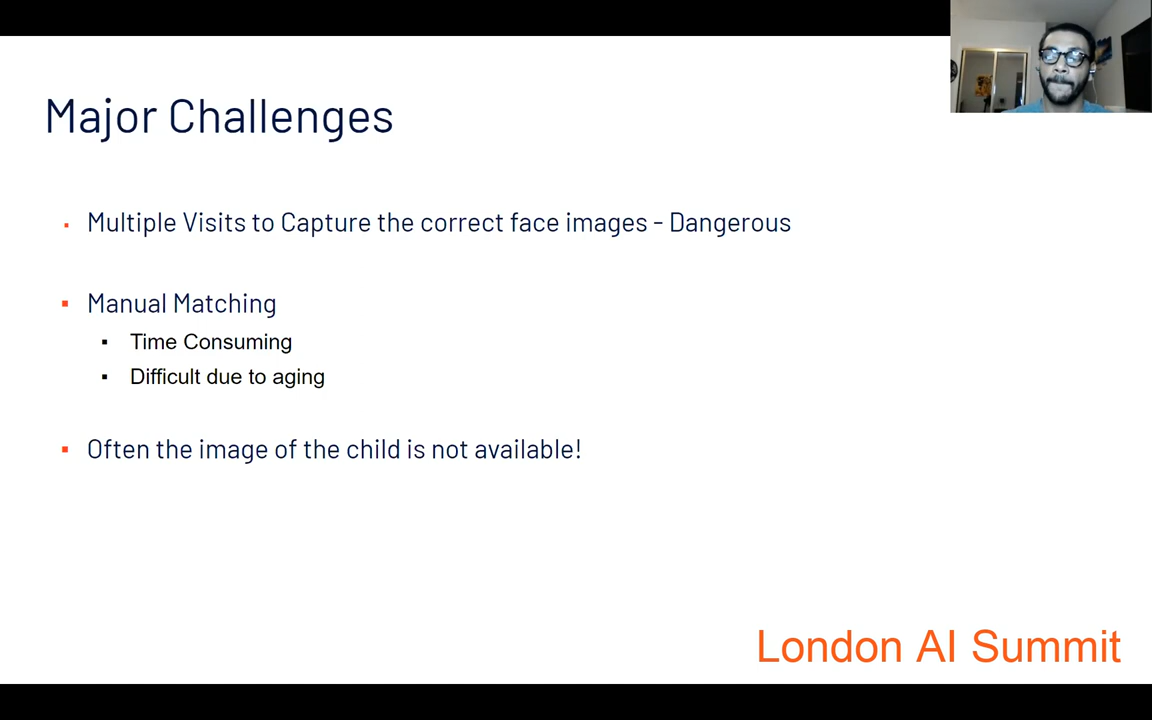 Major Challenges
Multiple Visits to Capture the correct face images - Dangerous
Manual Matching
Time Consuming
Difficult due to aging
Often the image of the child is not available!
London AI Summit